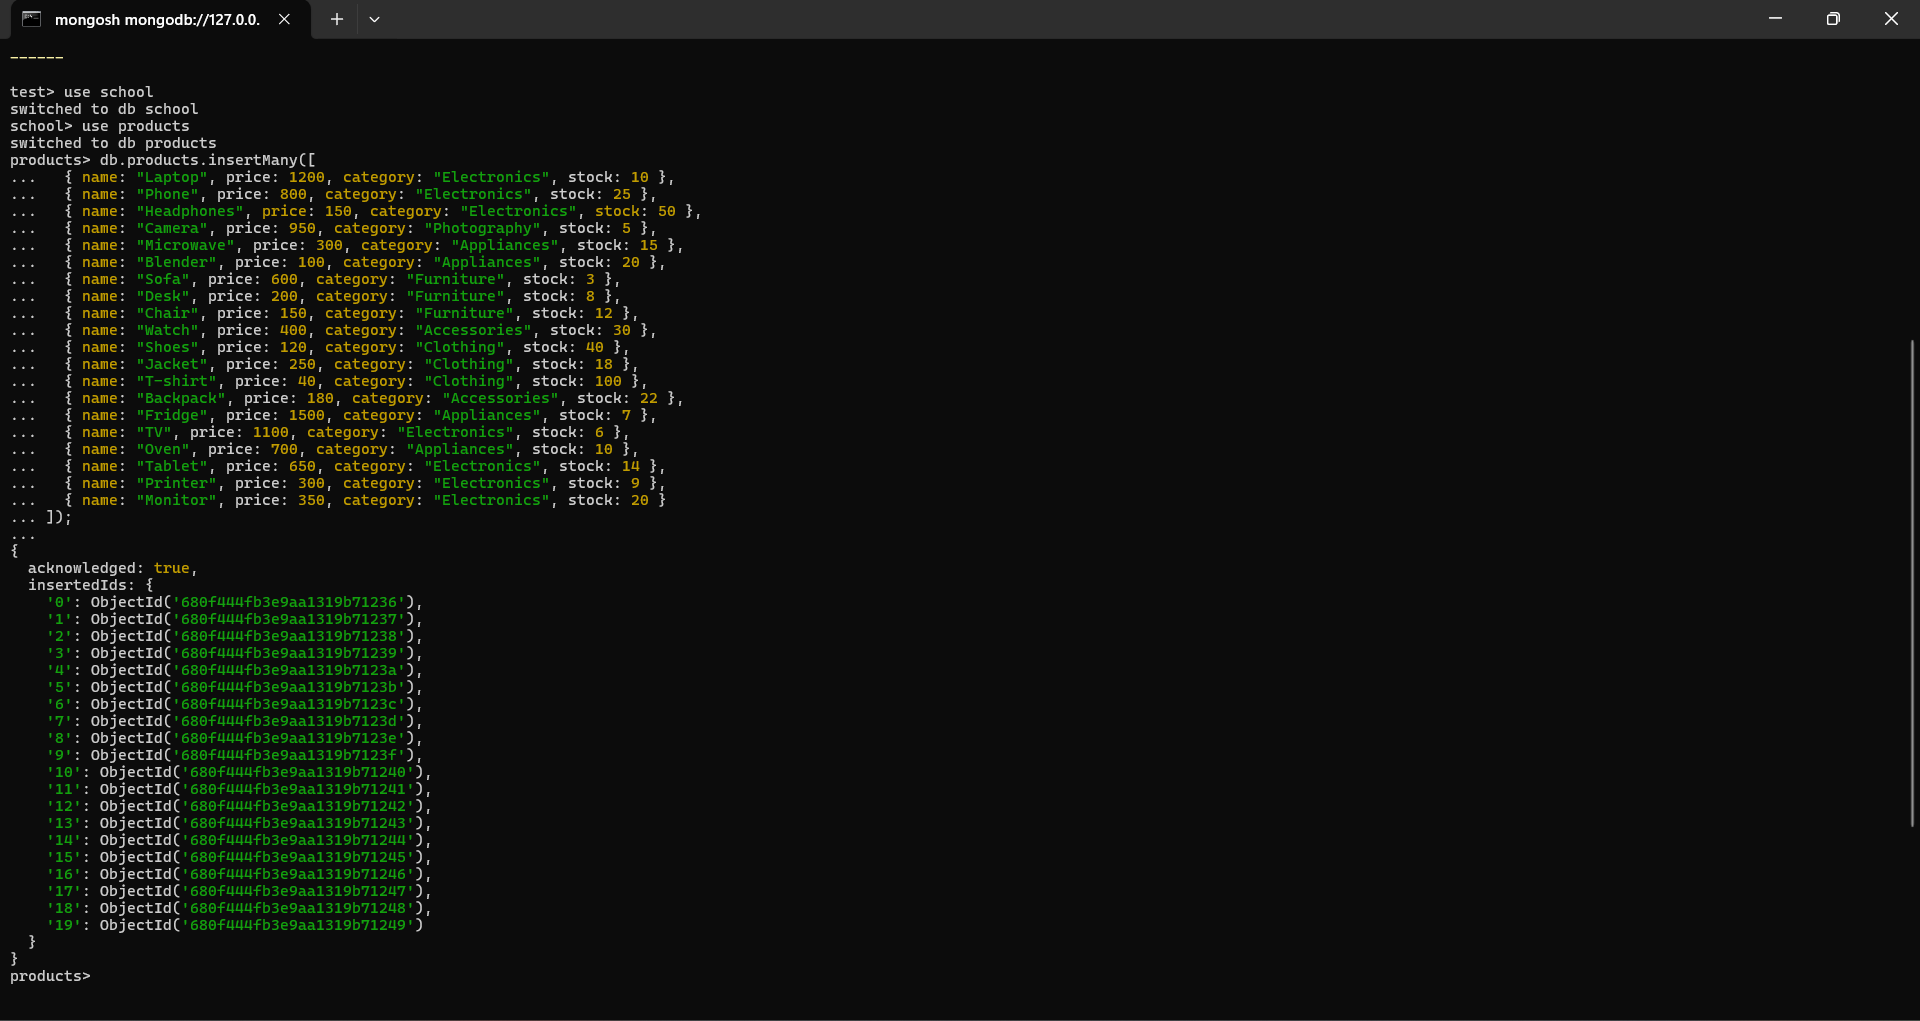 mongosh mongodb://127.0.0.
------
test> use school
switched to db school
school> use products
switched to db products
products> db.products.insertMany([
...   { name: "Laptop", price: 1200, category: "Electronics", stock: 10 },
...   { name: "Phone", price: 800, category: "Electronics", stock: 25 },
...   { name: "Headphones", price: 150, category: "Electronics", stock: 50 },
...   { name: "Camera", price: 950, category: "Photography", stock: 5 },
...   { name: "Microwave", price: 300, category: "Appliances", stock: 15 },
...   { name: "Blender", price: 100, category: "Appliances", stock: 20 },
...   { name: "Sofa", price: 600, category: "Furniture", stock: 3 },
...   { name: "Desk", price: 200, category: "Furniture", stock: 8 },
...   { name: "Chair", price: 150, category: "Furniture", stock: 12 },
...   { name: "Watch", price: 400, category: "Accessories", stock: 30 },
...   { name: "Shoes", price: 120, category: "Clothing", stock: 40 },
...   { name: "Jacket", price: 250, category: "Clothing", stock: 18 },
...   { name: "T-shirt", price: 40, category: "Clothing", stock: 100 },
...   { name: "Backpack", price: 180, category: "Accessories", stock: 22 },
...   { name: "Fridge", price: 1500, category: "Appliances", stock: 7 },
...   { name: "TV", price: 1100, category: "Electronics", stock: 6 },
...   { name: "Oven", price: 700, category: "Appliances", stock: 10 },
...   { name: "Tablet", price: 650, category: "Electronics", stock: 14 },
...   { name: "Printer", price: 300, category: "Electronics", stock: 9 },
...   { name: "Monitor", price: 350, category: "Electronics", stock: 20 }
... ]);
...
{
  acknowledged: true,
  insertedIds: {
    '0': ObjectId('680f444fb3e9aa1319b71236'),
    '1': ObjectId('680f444fb3e9aa1319b71237'),
    '2': ObjectId('680f444fb3e9aa1319b71238'),
    '3': ObjectId('680f444fb3e9aa1319b71239'),
    '4': ObjectId('680f444fb3e9aa1319b7123a'),
    '5': ObjectId('680f444fb3e9aa1319b7123b'),
    '6': ObjectId('680f444fb3e9aa1319b7123c'),
    '7': ObjectId('680f444fb3e9aa1319b7123d'),
    '8': ObjectId('680f444fb3e9aa1319b7123e'),
    '9': ObjectId('680f444fb3e9aa1319b7123f'),
    '10': ObjectId('680f444fb3e9aa1319b71240'),
    '11': ObjectId('680f444fb3e9aa1319b71241'),
    '12': ObjectId('680f444fb3e9aa1319b71242'),
    '13': ObjectId('680f444fb3e9aa1319b71243'),
    '14': ObjectId('680f444fb3e9aa1319b71244'),
    '15': ObjectId('680f444fb3e9aa1319b71245'),
    '16': ObjectId('680f444fb3e9aa1319b71246'),
    '17': ObjectId('680f444fb3e9aa1319b71247'),
    '18': ObjectId('680f444fb3e9aa1319b71248'),
    '19': ObjectId('680f444fb3e9aa1319b71249')
  }
}
products>